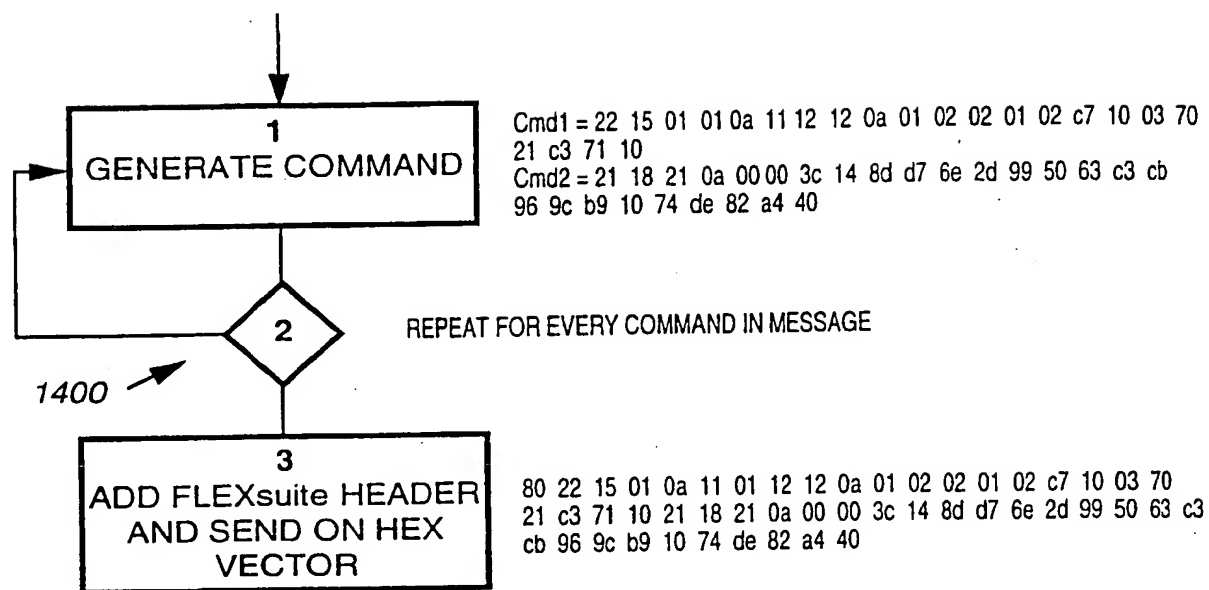 1
GENERATE COMMAND
Cmd1 = 22 15 01 01 0a 11 12 12 0a 01 02 02 01 02 c7 10 03 70
21 c3 71 10
Cmd2 = 21 18 21 0a 00 00 3c 14 8d d7 6e 2d 99 50 63 c3 cb
96 9c b9 10 74 de 82 a4 40
2
REPEAT FOR EVERY COMMAND IN MESSAGE
1400
3
ADD FLEXsuite HEADER
AND SEND ON HEX
VECTOR
80 22 15 01 0a 11 01 12 12 0a 01 02 02 01 02 c7 10 03 70
21 c3 71 10 21 18 21 0a 00 00 3c 14 8d d7 6e 2d 99 50 63 c3
cb 96 9c b9 10 74 de 82 a4 40